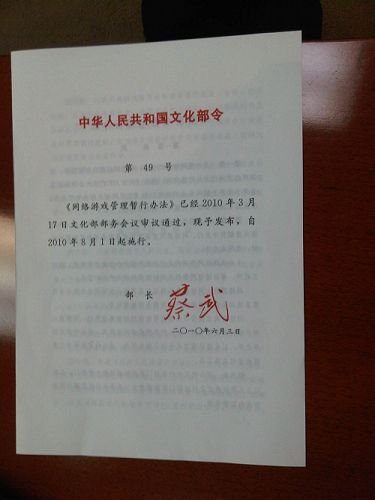 中华人民共和国文化部令
第 49 号
《网络游戏管理暂行办法》已经 2010 年 3 月
17 日文化部部务会议审议通过，现予发布，自
2010 年 8 月 1 日起施行。
部 长 蔡武
二〇一〇年六月三日